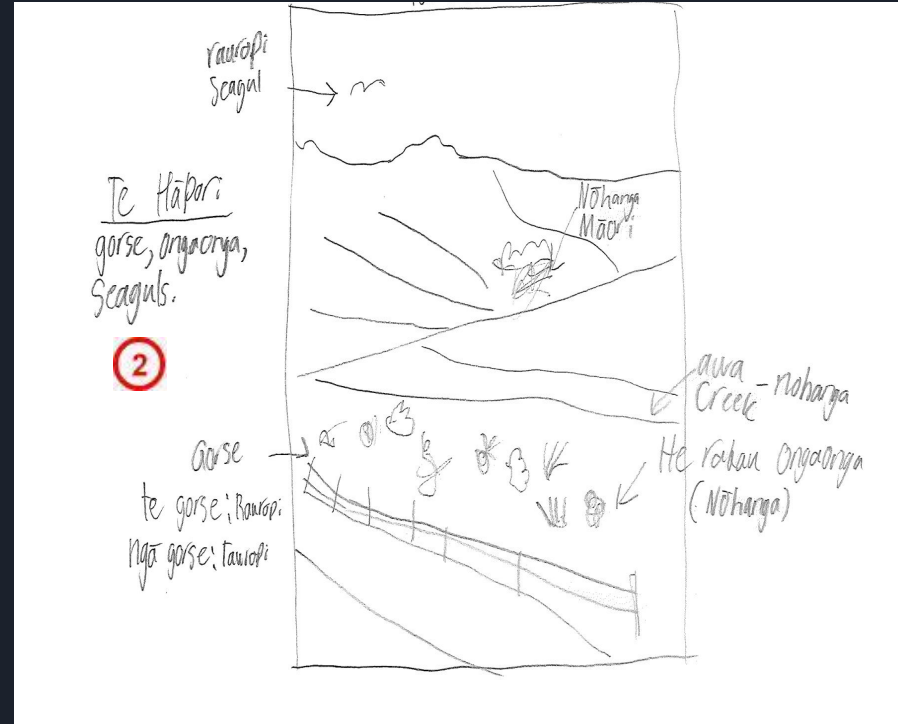 rauropi
Seagul
Te Hāpori
gorse, ongaonga,
Seaguls.
2
Nōhanga
Māori
awa
Creek - nohanga
Gorse
te gorse; Rauropi
ngā gorse: tauropi
He rakau Ongaonga
(Nōhanga)